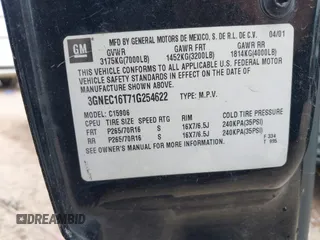 GM
MFD BY GENERAL MOTORS DE MEXICO, S. DE R.L. DE C.V. 04/01
GVWR GAWR FRT GAWR RR
3175KG(7000LB) 1452KG(3200LB) 1814KG(4000LB)
THIS VEHICLE CONFORMS TO ALL APPLICABLE U.S. FEDERAL MOTOR
VEHICLE SAFETY STANDARDS IN EFFECT ON THE DATE OF
MANUFACTURE SHOWN ABOVE.
3GNEC16T71G254622 TYPE: M.P.V.
MODEL: C15906
TIRE SIZE SPEED RTG RIM COLD TIRE PRESSURE
FRT P265/70R16 S 16X7/6.5J 240KPA(35PSI)
RR P265/70R16 S 16X7/6.5J 240KPA(35PSI)
SEE OWNER'S MANUAL FOR MORE INFORMATION.
AUTOBIDMASTER